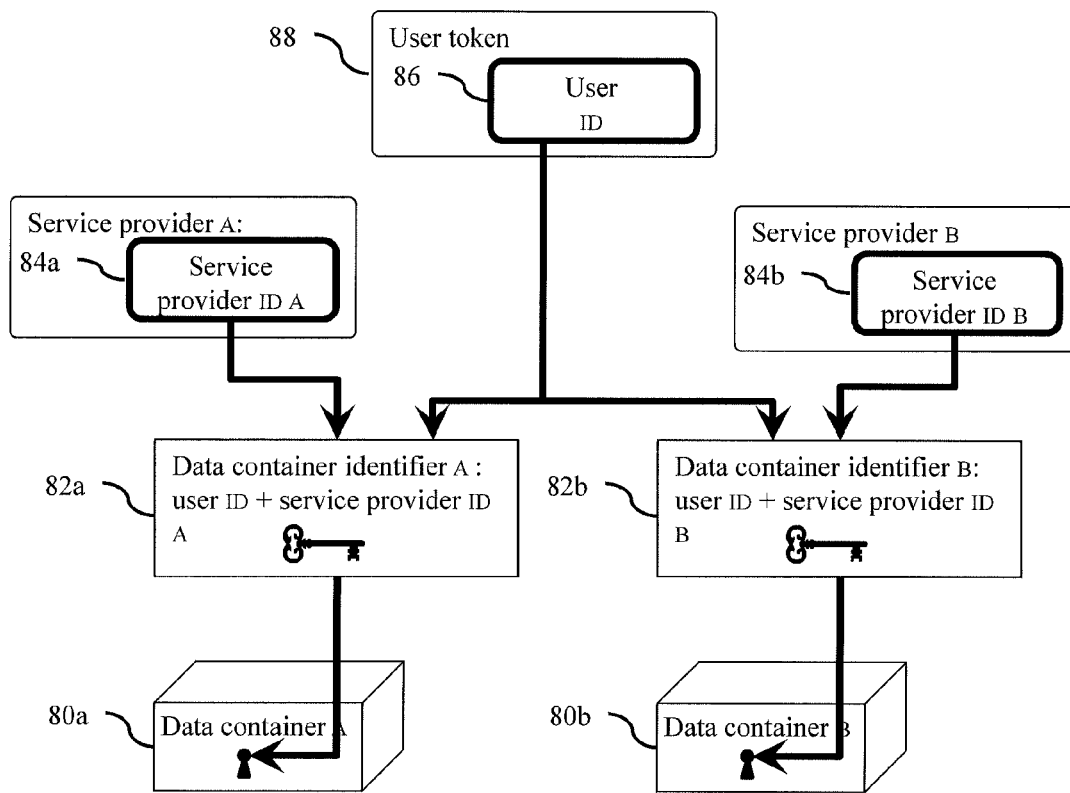 88
User token
86
User
ID
Service provider A:
84a
Service
provider ID A
Service provider B
84b
Service
provider ID B
82a
Data container identifier A :
user ID + service provider ID
A
82b
Data container identifier B:
user ID + service provider ID
B
80a
Data container A
80b
Data container B